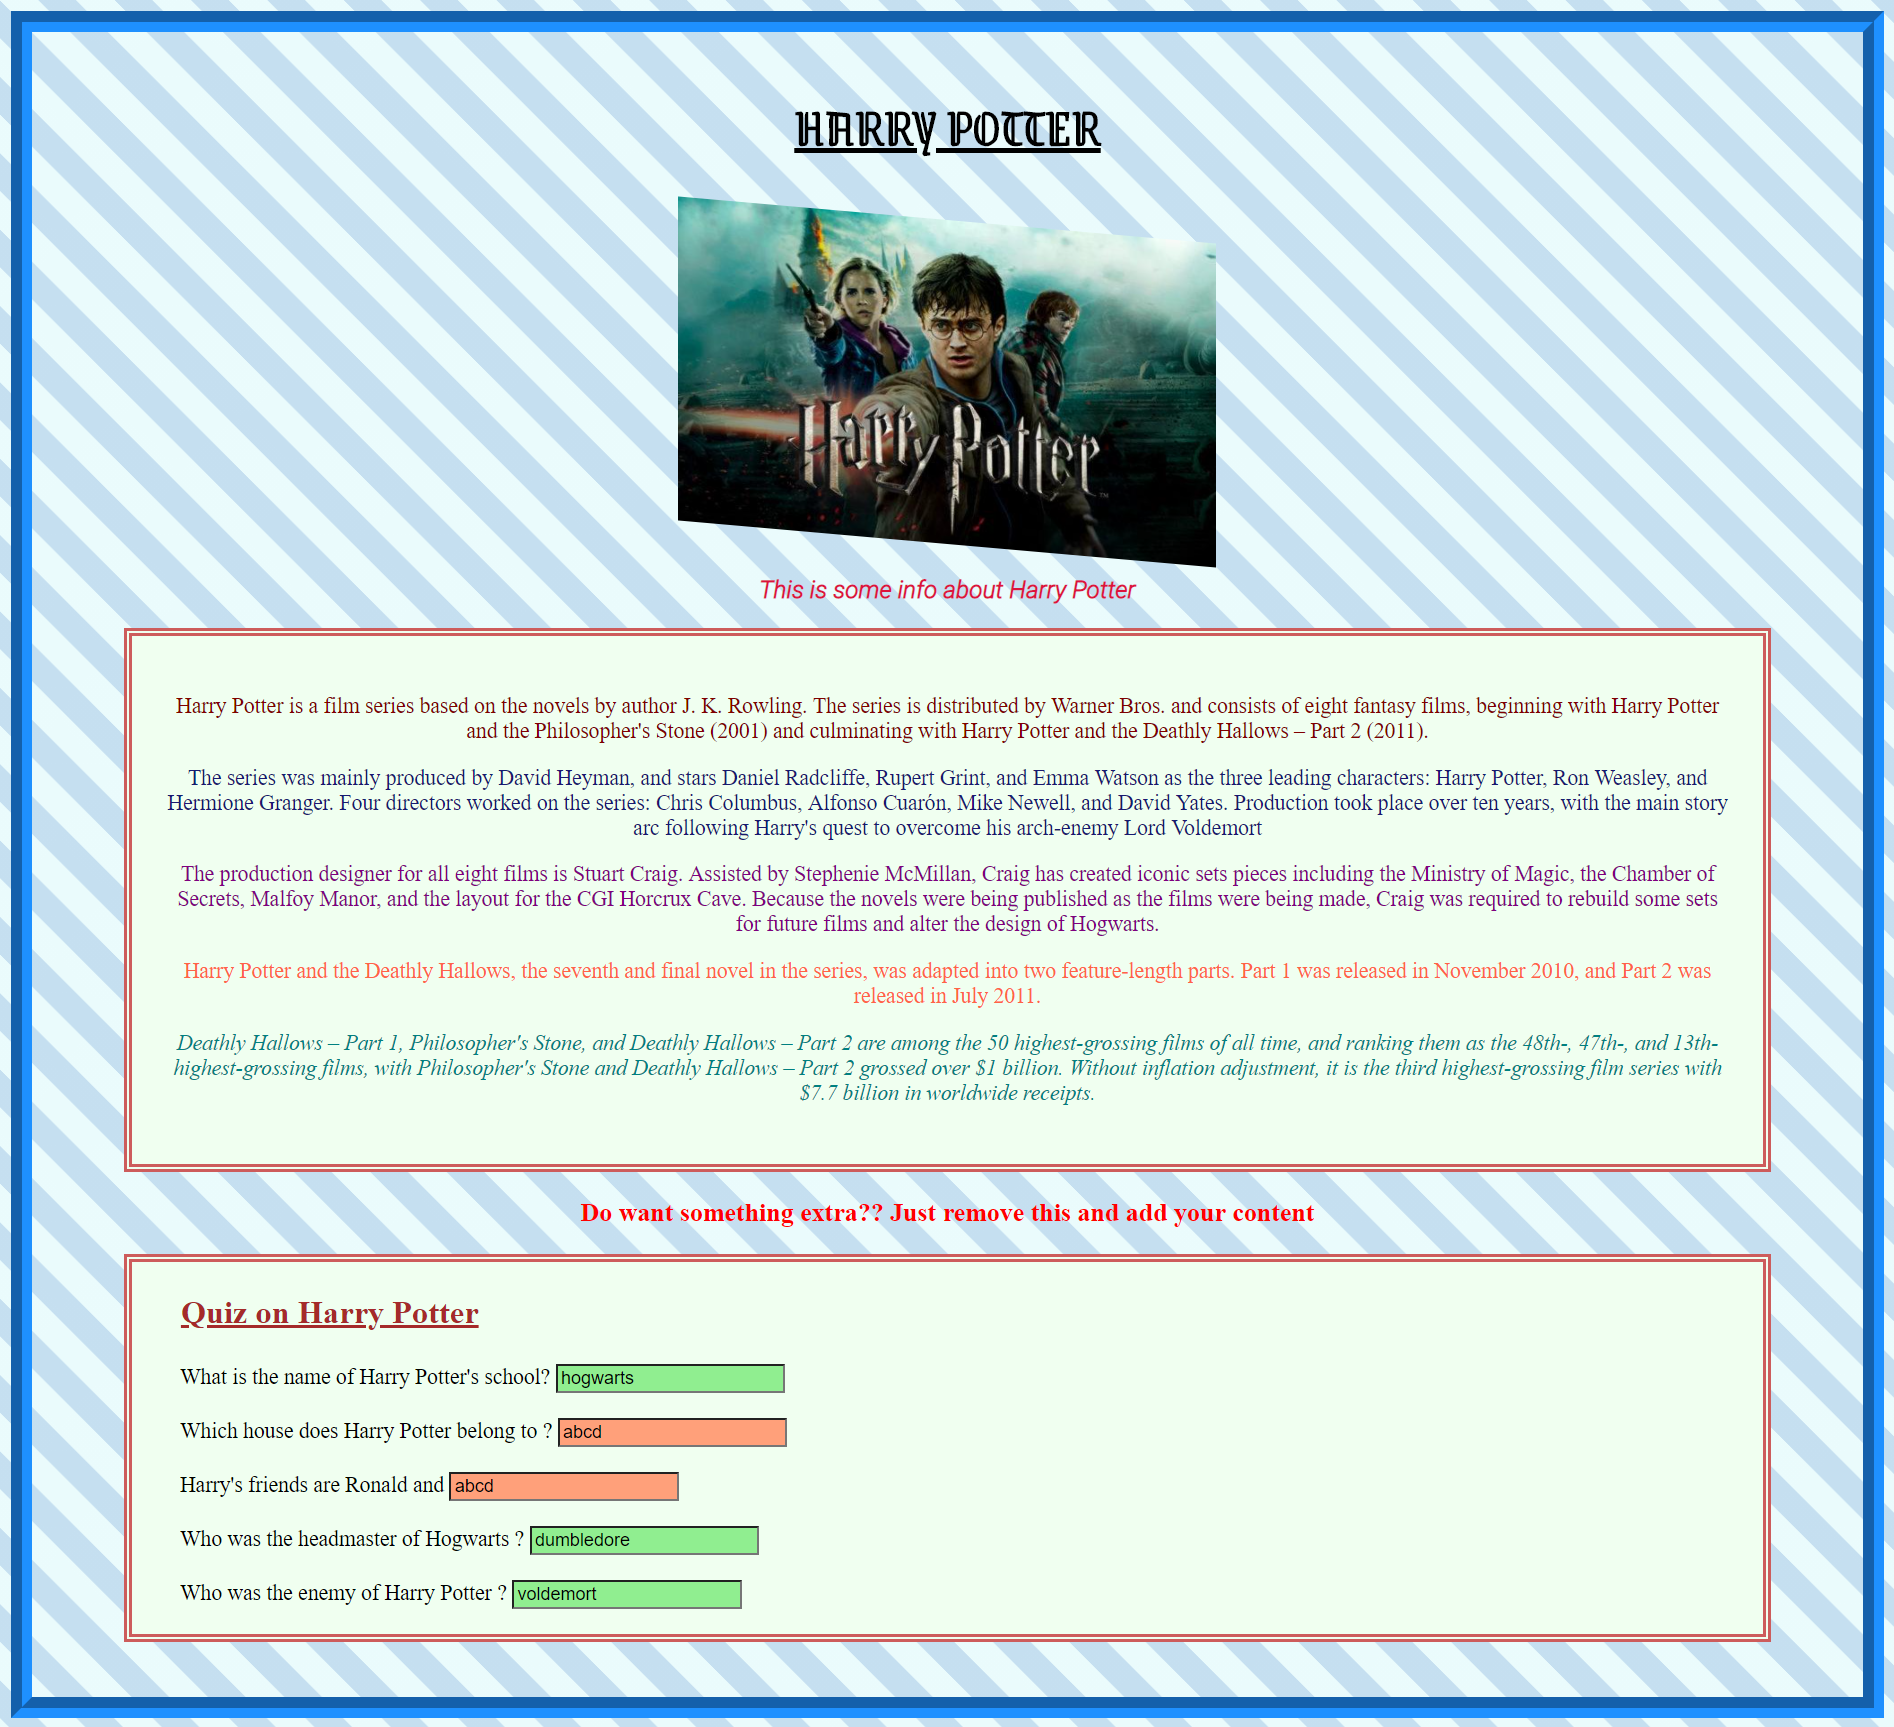 HARRY POTTER
Harry Potter
™
This is some info about Harry Potter
Harry Potter is a film series based on the novels by author J. K. Rowling. The series is distributed by Warner Bros. and consists of eight fantasy films, beginning with Harry Potter
and the Philosopher's Stone (2001) and culminating with Harry Potter and the Deathly Hallows – Part 2 (2011).
The series was mainly produced by David Heyman, and stars Daniel Radcliffe, Rupert Grint, and Emma Watson as the three leading characters: Harry Potter, Ron Weasley, and
Hermione Granger. Four directors worked on the series: Chris Columbus, Alfonso Cuarón, Mike Newell, and David Yates. Production took place over ten years, with the main story
arc following Harry's quest to overcome his arch-enemy Lord Voldemort
The production designer for all eight films is Stuart Craig. Assisted by Stephenie McMillan, Craig has created iconic sets pieces including the Ministry of Magic, the Chamber of
Secrets, Malfoy Manor, and the layout for the CGI Horcrux Cave. Because the novels were being published as the films were being made, Craig was required to rebuild some sets
for future films and alter the design of Hogwarts.
Harry Potter and the Deathly Hallows, the seventh and final novel in the series, was adapted into two feature-length parts. Part 1 was released in November 2010, and Part 2 was
released in July 2011.
Deathly Hallows – Part 1, Philosopher's Stone, and Deathly Hallows – Part 2 are among the 50 highest-grossing films of all time, and ranking them as the 48th-, 47th-, and 13th-
highest-grossing films, with Philosopher's Stone and Deathly Hallows – Part 2 grossed over $1 billion. Without inflation adjustment, it is the third highest-grossing film series with
$7.7 billion in worldwide receipts.
Do want something extra?? Just remove this and add your content
Quiz on Harry Potter
What is the name of Harry Potter's school? hogwarts
Which house does Harry Potter belong to ? abcd
Harry's friends are Ronald and abcd
Who was the headmaster of Hogwarts ? dumbledore
Who was the enemy of Harry Potter ? voldemort